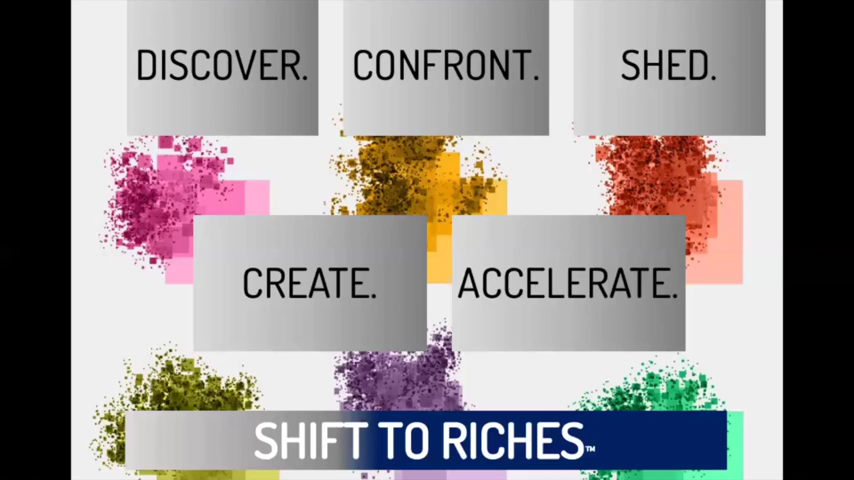 DISCOVER. CONFRONT. SHED.
CREATE. ACCELERATE.
SHIFT TO RICHES™